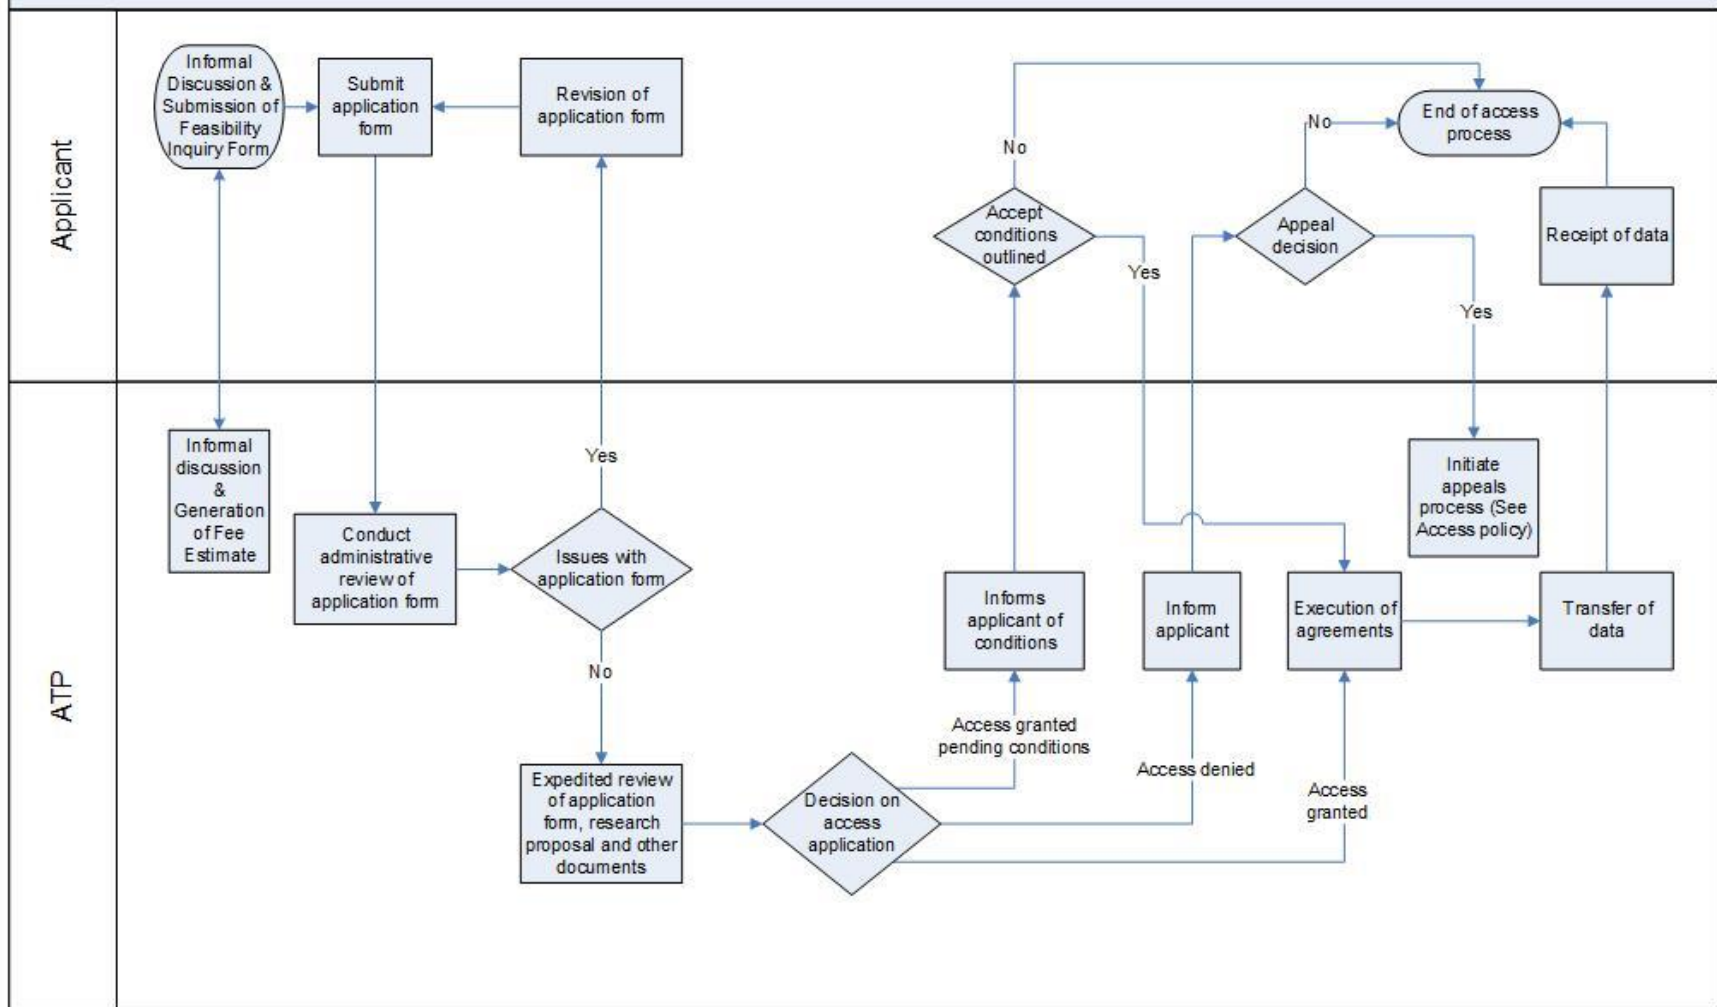 Applicant
Informal
Discussion &
Submission of
Feasibility
Inquiry Form
Submit
application
form
Revision of
application form
No
Accept
conditions
outlined
Yes
No
Appeal
decision
Yes
End of access
process
Receipt of data
ATP
Informal
discussion
&
Generation
of Fee
Estimate
Conduct
administrative
review of
application form
Yes
Issues with
application form
No
Expedited review
of application
form, research
proposal and other
documents
Decision on
access
application
Informs
applicant of
conditions
Access granted
pending conditions
Inform
applicant
Access denied
Execution of
agreements
Access
granted
Initiate
appeals
process (See
Access policy)
Transfer of
data